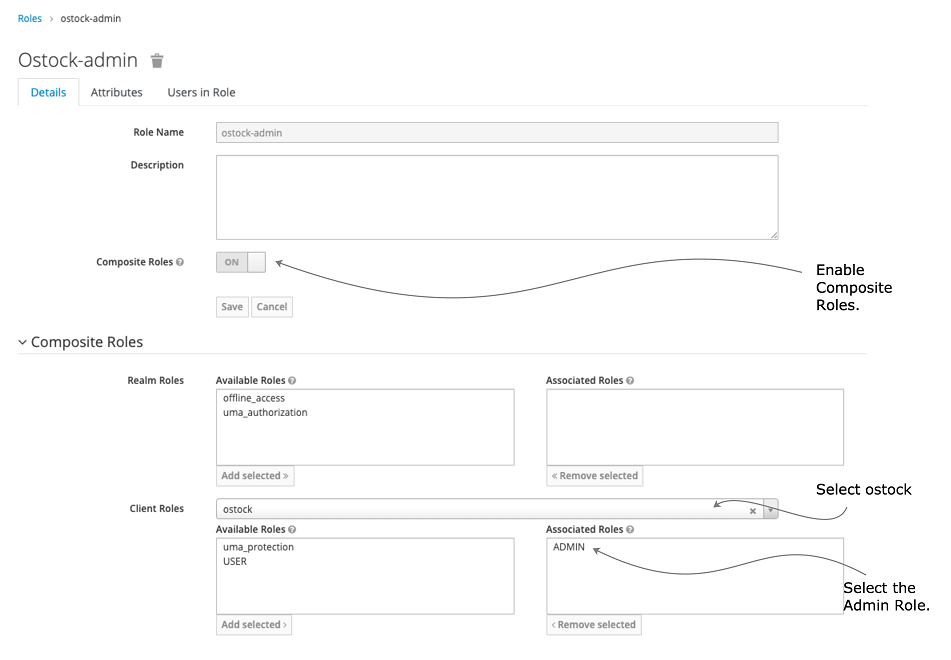 Roles > ostock-admin
Ostock-admin
Details Attributes Users in Role
Role Name ostock-admin
Description
Composite Roles ON
Enable
Composite
Roles.
Save Cancel
Composite Roles
Realm Roles Available Roles Associated Roles
offline_access
uma_authorization
Add selected » « Remove selected
Select ostock
Client Roles ostock
Available Roles Associated Roles
uma_protection ADMIN
USER
Select the
Admin Role.
Add selected › ‹ Remove selected